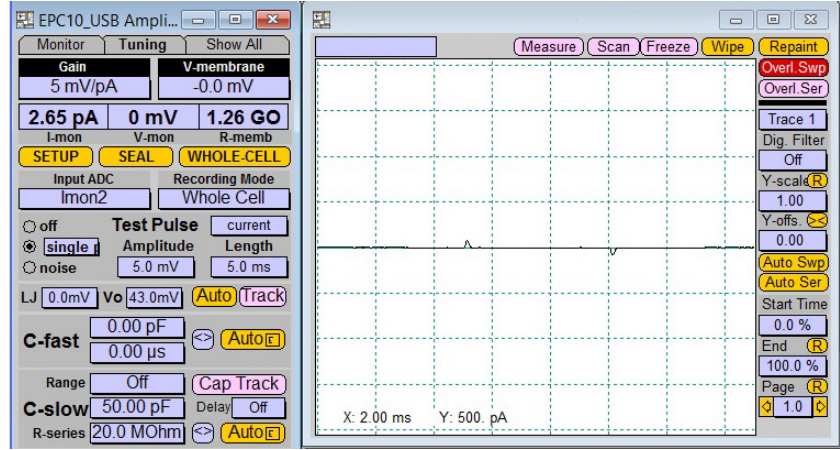 EPC10_USB Ampli...
Monitor Tuning Show All
Gain V-membrane
5 mV/pA -0.0 mV
2.65 pA 0 mV 1.26 GO
I-mon V-mon R-memb
SETUP SEAL WHOLE-CELL
Input ADC Recording Mode
Imon2 Whole Cell
off Test Pulse current
single Amplitude Length
noise 5.0 mV 5.0 ms
LJ 0.0mV Vo 43.0mV Auto Track
C-fast 0.00 pF <> Auto E
0.00 µs
Range Off Cap Track
C-slow 50.00 pF Delay Off
R-series 20.0 MOhm <> Auto E
Measure Scan Freeze Wipe Repaint
Overl.Swp
Overl.Ser
Trace 1
Dig. Filter
Off
Y-scale R
1.00
Y-offs. ><
0.00
Auto Swp
Auto Ser
Start Time
0.0 %
End R
100.0 %
Page R
1.0
X: 2.00 ms Y: 500. pA